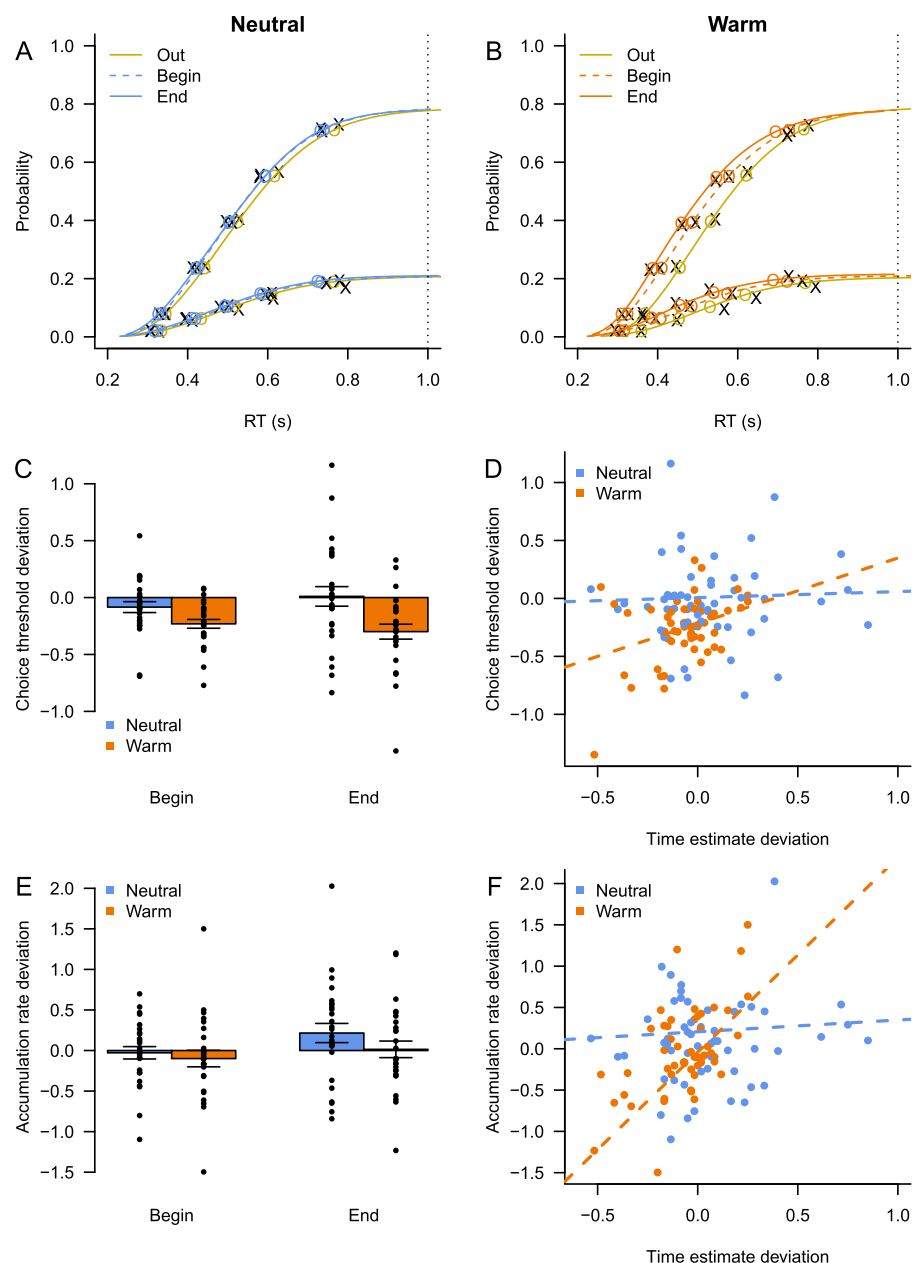 Neutral
Warm
A
B
Out
Begin
End
Out
Begin
End
1.0
0.8
0.6
0.4
0.2
0.0
Probability
0.2 0.4 0.6 0.8 1.0
RT (s)
1.0
0.8
0.6
0.4
0.2
0.0
Probability
0.2 0.4 0.6 0.8 1.0
RT (s)
C
1.0
0.5
0.0
−0.5
−1.0
Choice threshold deviation
Neutral
Warm
Begin End
D
Neutral
Warm
1.0
0.5
0.0
−0.5
−1.0
Choice threshold deviation
−0.5 0.0 0.5 1.0
Time estimate deviation
E
Neutral
Warm
2.0
1.5
1.0
0.5
0.0
−0.5
−1.0
−1.5
Accumulation rate deviation
Begin End
F
Neutral
Warm
2.0
1.5
1.0
0.5
0.0
−0.5
−1.0
−1.5
Accumulation rate deviation
−0.5 0.0 0.5 1.0
Time estimate deviation